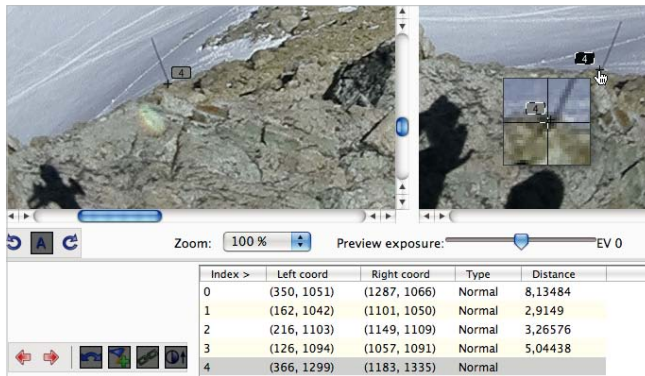 4
4
4
A
Zoom: 100 % Preview exposure: EV 0
Index > Left coord Right coord Type Distance
0 (350, 1051) (1287, 1066) Normal 8,13484
1 (162, 1042) (1101, 1050) Normal 2,9149
2 (216, 1103) (1149, 1109) Normal 3,26576
3 (126, 1094) (1057, 1091) Normal 5,04438
4 (366, 1299) (1183, 1335) Normal